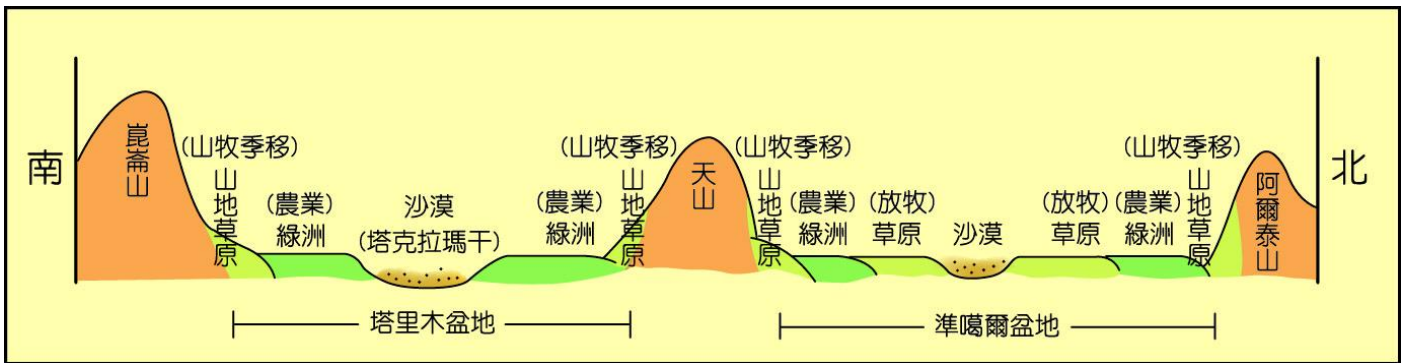 南
崑崙山
(山牧季移)
山地草原
(農業)
綠洲
沙漠
(塔克拉瑪干)
(農業)
綠洲
(山牧季移)
山地草原
天山
(山牧季移)
山地草原
(農業)
綠洲
(放牧)
草原
沙漠
(放牧)
草原
(農業)
綠洲
(山牧季移)
山地草原
阿爾泰山
北
塔里木盆地
準噶爾盆地